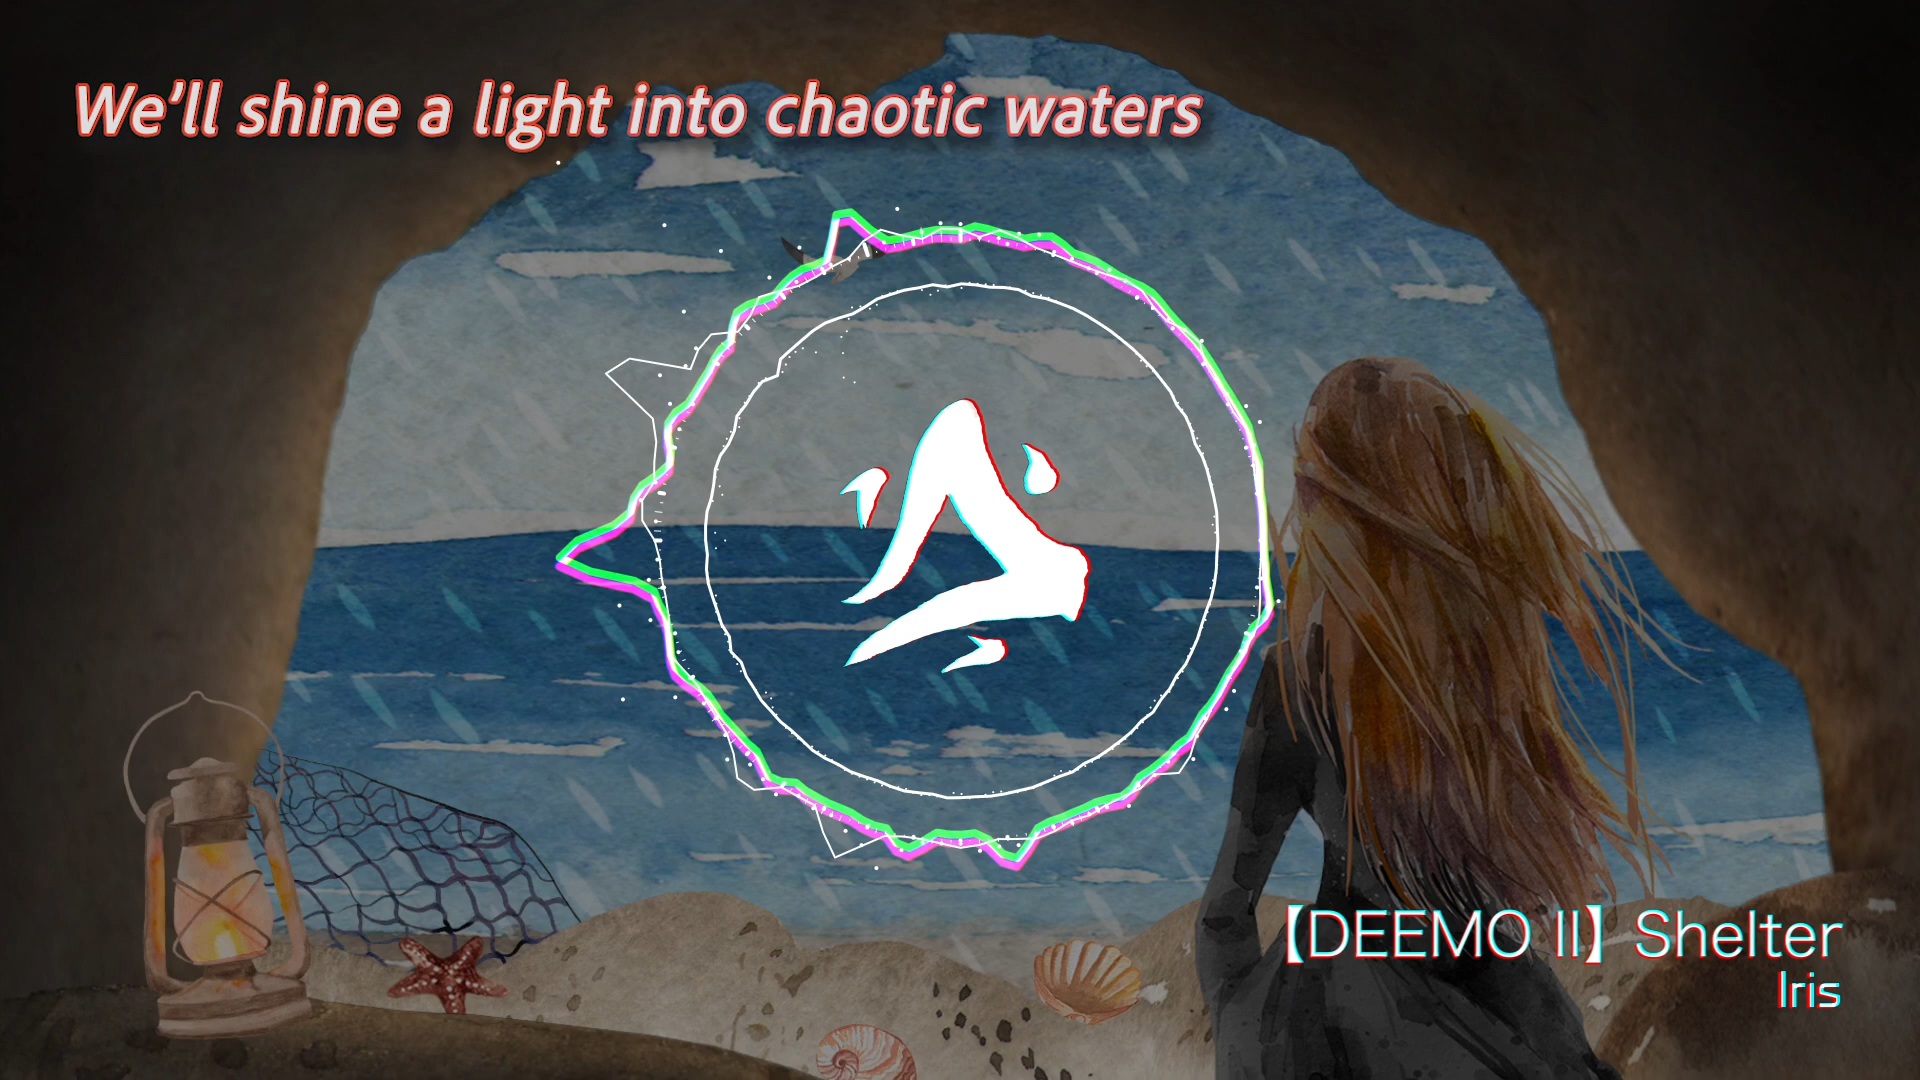 We’ll shine a light into chaotic waters
【DEEMO II】Shelter
Iris